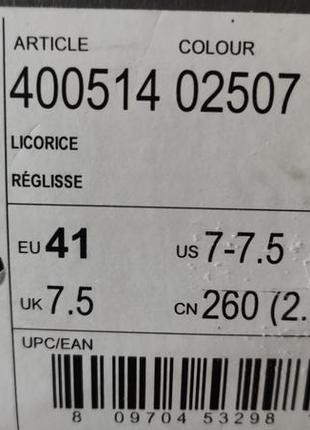 ARTICLE COLOUR
400514 02507
LICORICE
RÉGLISSE
EU 41 US 7-7.5
UK 7.5 CN 260 (2.
UPC/EAN
8 09704 53298